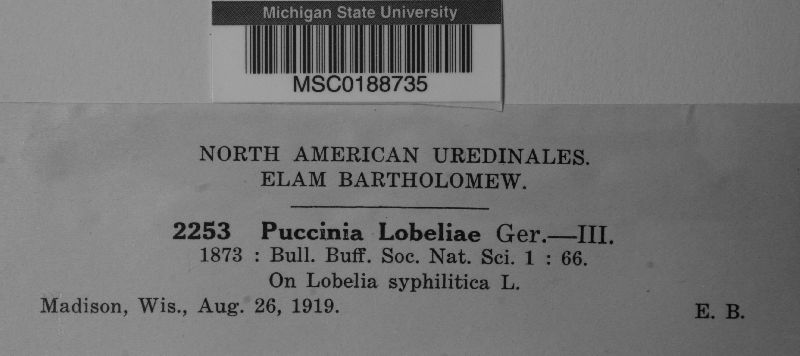 Michigan State University
MSC0188735
NORTH AMERICAN UREDINALES.
ELAM BARTHOLOMEW.
2253 Puccinia Lobeliae Ger.—III.
1873 : Bull. Buff. Soc. Nat. Sci. 1 : 66.
On Lobelia syphilitica L.
Madison, Wis., Aug. 26, 1919. E. B.